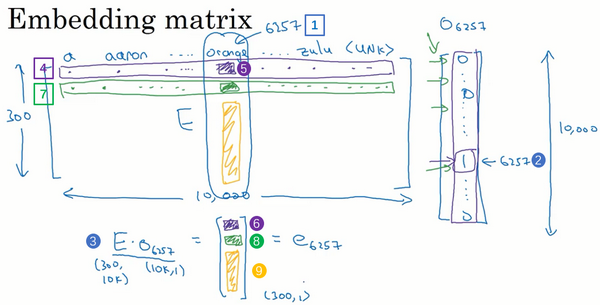 Embedding matrix
6257 1
O6257
a aaron ..... orange ..... zulu <UNK>
4
5
7
300
E
0
0
1 ← 6257 2
0
10,000
10,000
3 E · O6257 = [ 6 8 9 ] = e6257
(300, 10K) (10K,1)
(300,1)